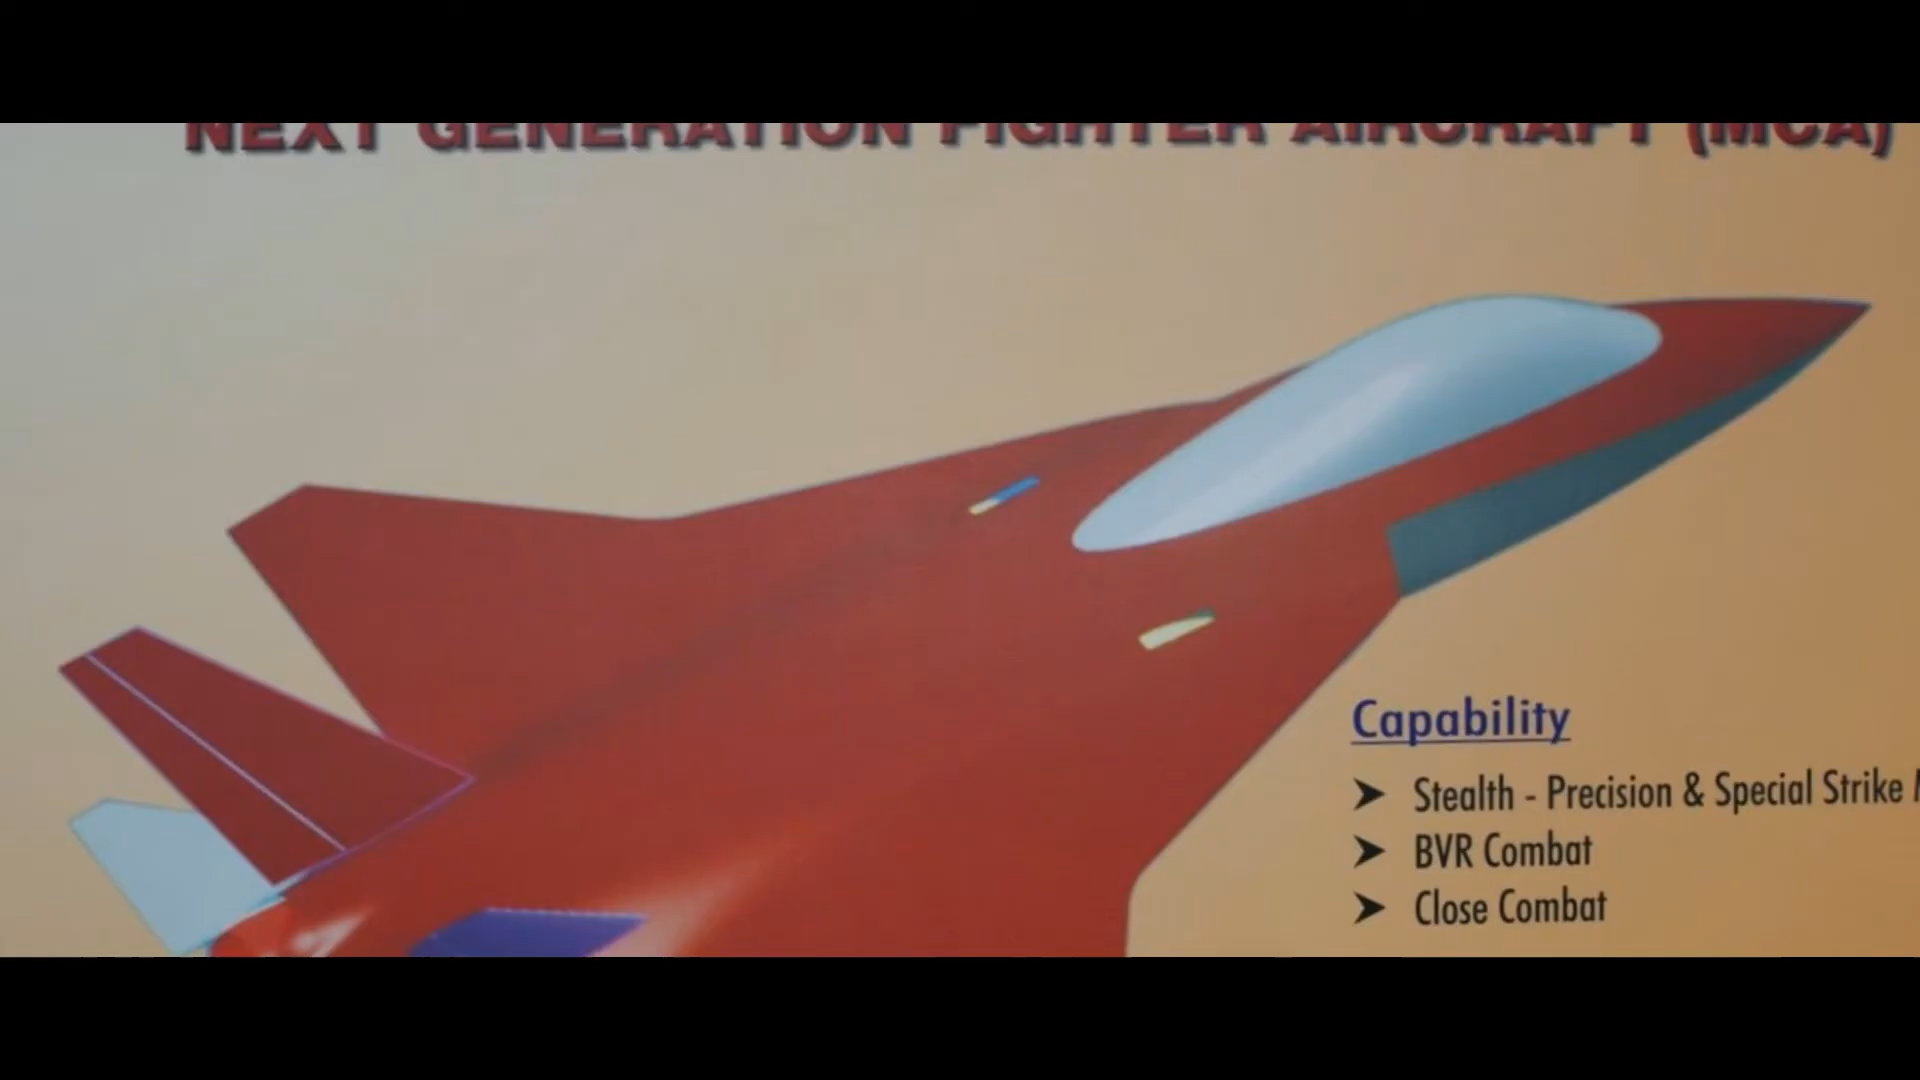 NEXT GENERATION FIGHTER AIRCRAFT (MCA)
Capability
➤ Stealth - Precision & Special Strike
➤ BVR Combat
➤ Close Combat